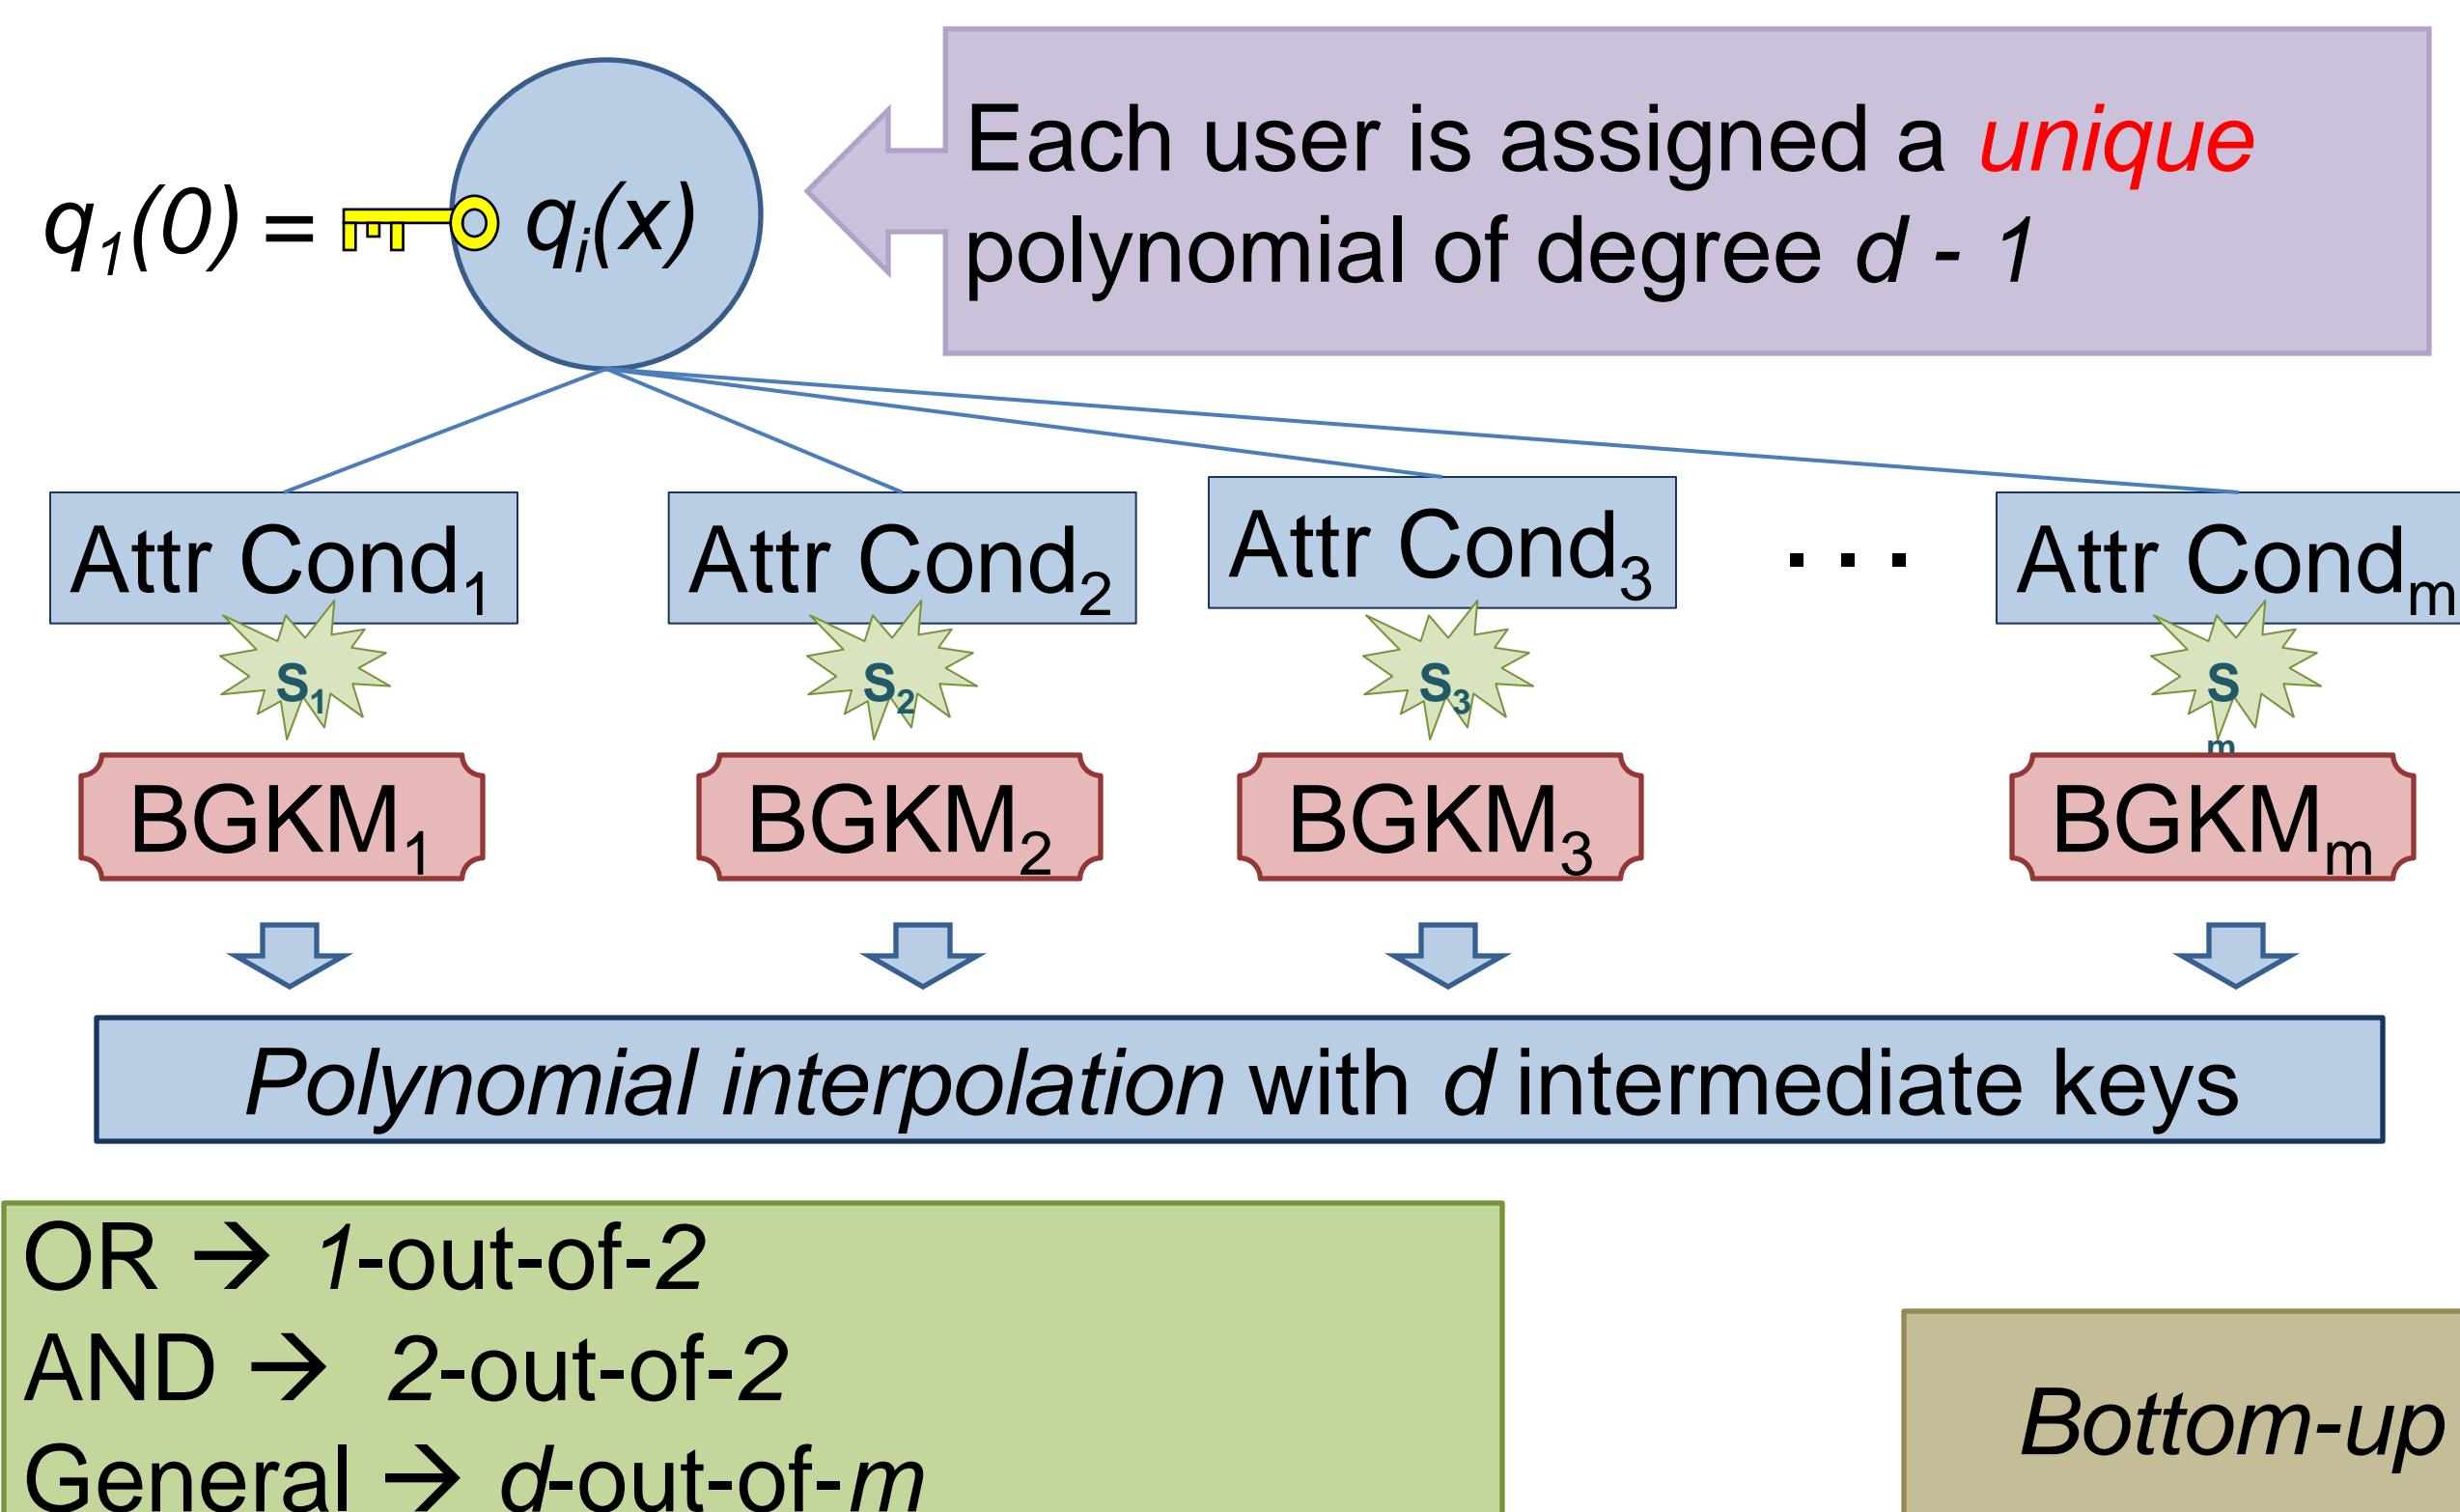 Each user is assigned a unique
polynomial of degree d - 1
q₁(0) =
qᵢ(x)
Attr Cond₁
Attr Cond₂
Attr Cond₃
. . .
Attr Condₘ
s₁
s₂
s₃
sₘ
BGKM₁
BGKM₂
BGKM₃
BGKMₘ
Polynomial interpolation with d intermediate keys
OR → 1-out-of-2
AND → 2-out-of-2
General → d-out-of-m
Bottom-up